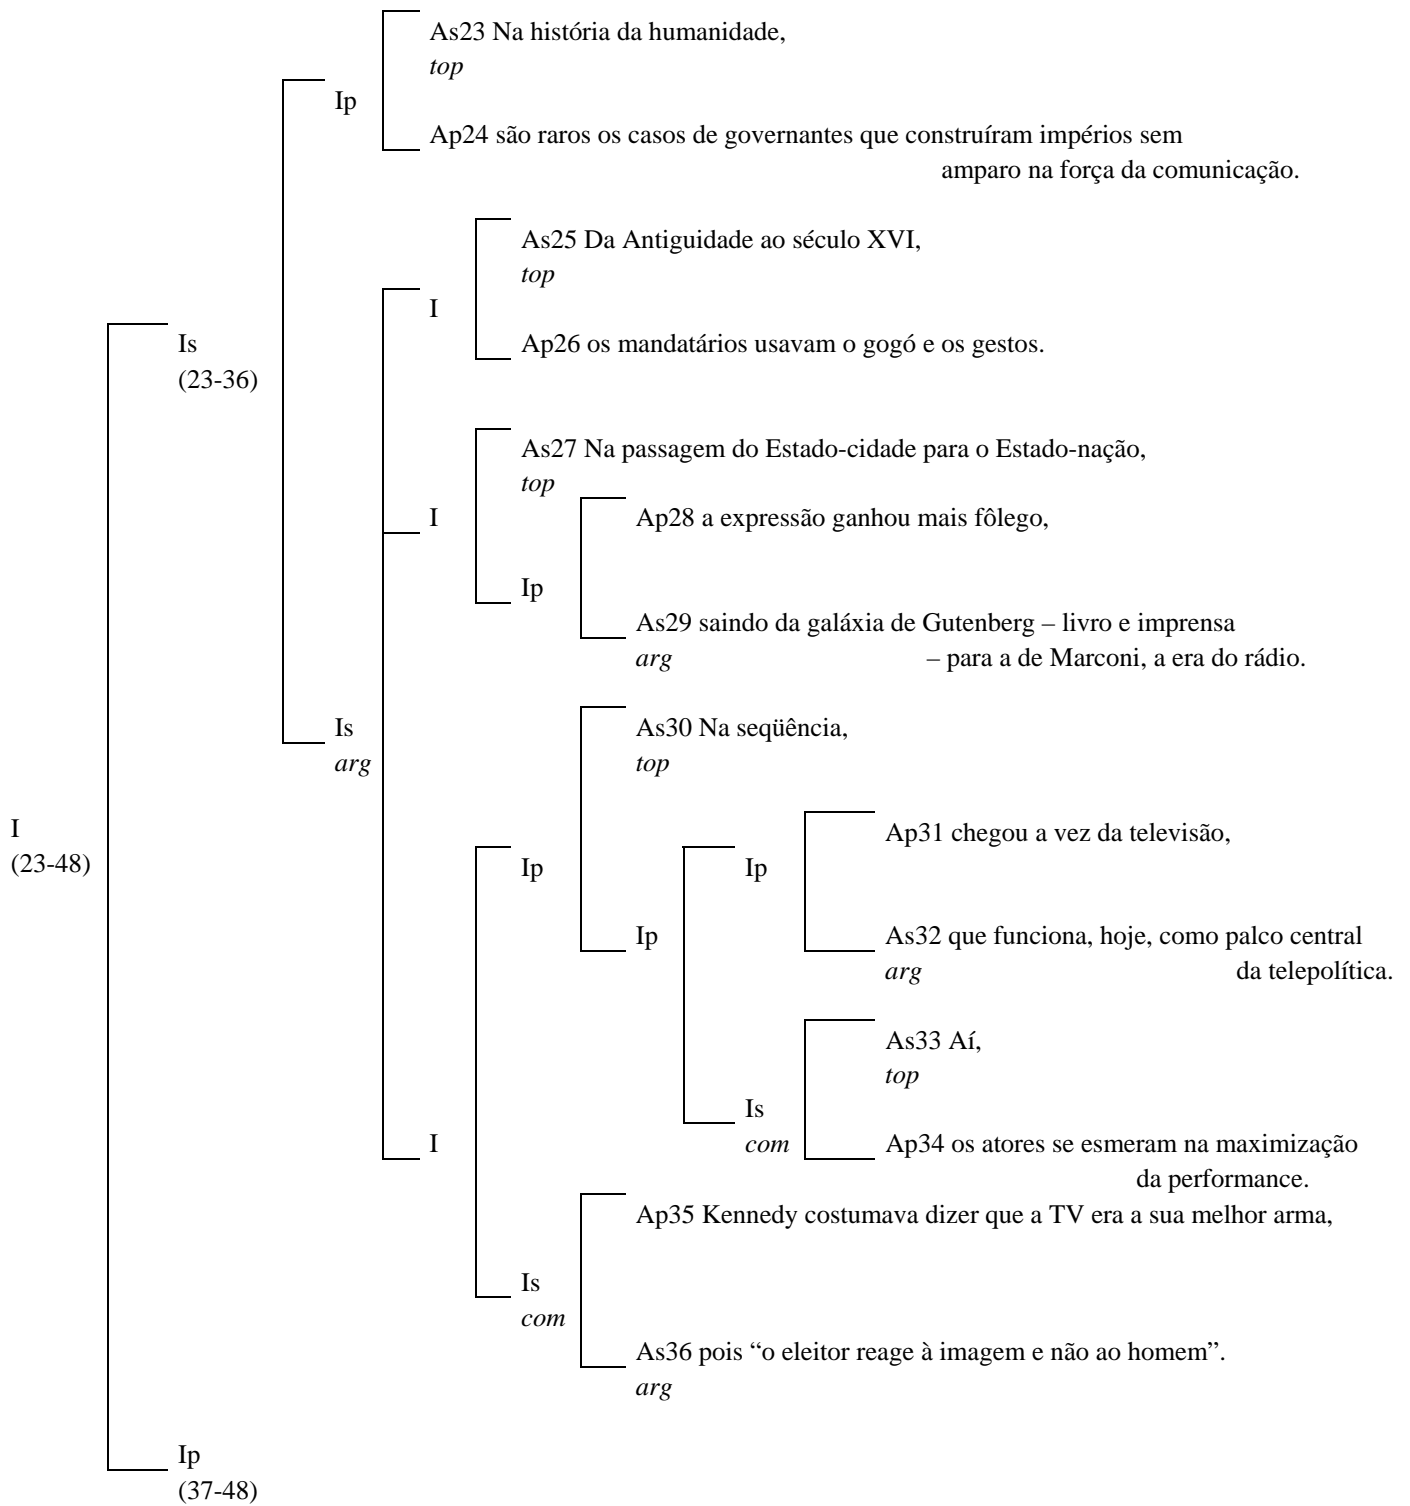 As23 Na história da humanidade,
top
Ip
Ap24 são raros os casos de governantes que construíram impérios sem
amparo na força da comunicação.
As25 Da Antiguidade ao século XVI,
top
I
Is
(23-36)
Ap26 os mandatários usavam o gogó e os gestos.
As27 Na passagem do Estado-cidade para o Estado-nação,
top
I
Ap28 a expressão ganhou mais fôlego,
Ip
As29 saindo da galáxia de Gutenberg – livro e imprensa
arg
– para a de Marconi, a era do rádio.
Is
arg
As30 Na seqüência,
top
I
(23-48)
Ap31 chegou a vez da televisão,
Ip
Ip
Ip
As32 que funciona, hoje, como palco central
arg
da telepolítica.
As33 Aí,
top
Is
com
I
Ap34 os atores se esmeram na maximização
da performance.
Ap35 Kennedy costumava dizer que a TV era a sua melhor arma,
Is
com
As36 pois “o eleitor reage à imagem e não ao homem”.
arg
Ip
(37-48)